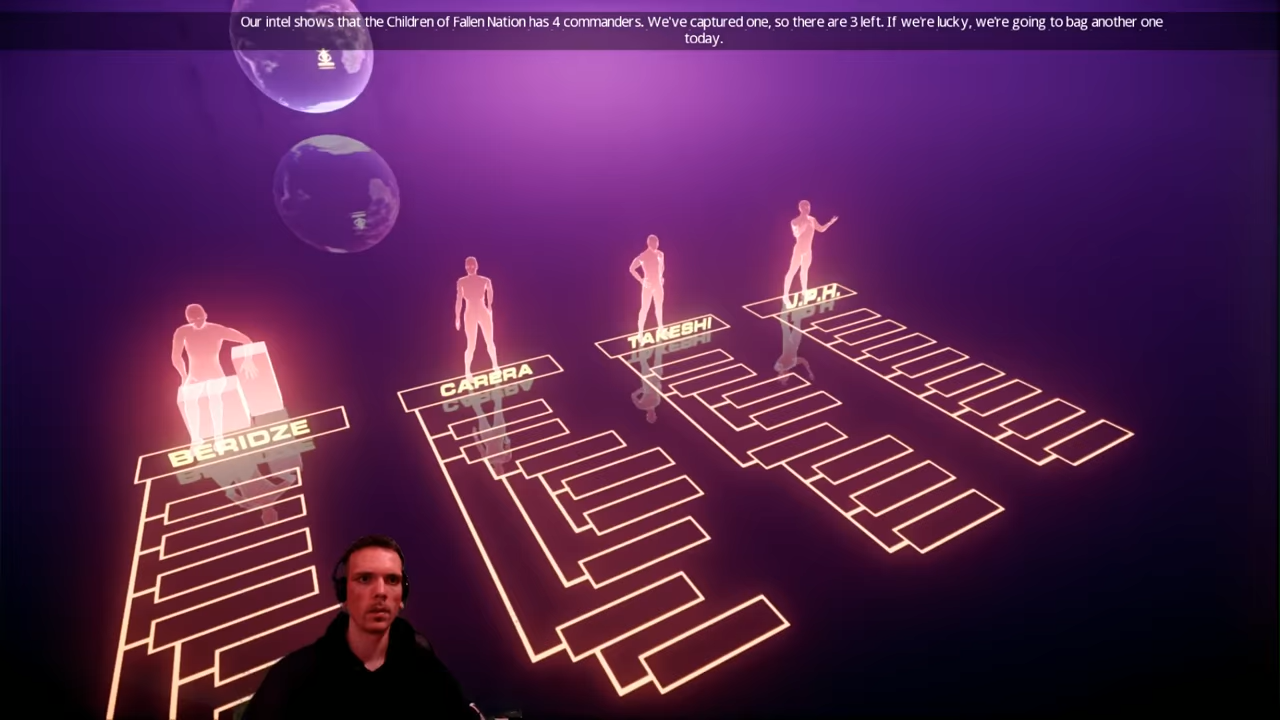 Our intel shows that the Children of Fallen Nation has 4 commanders. We've captured one, so there are 3 left. If we're lucky, we're going to bag another one
today.
J.P.H.
TAKESHI
CARERA
BERIDZE